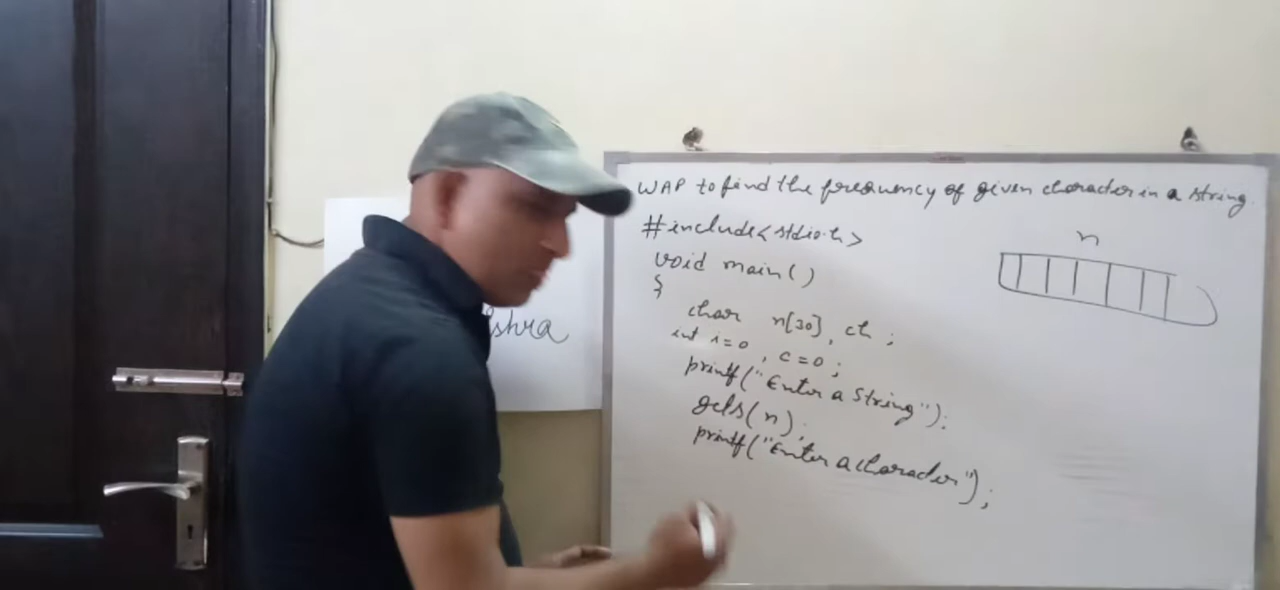 WAP to find the frequency of given character in a string.
#include<stdio.h>
void main()
{
char n[30], ch;
int i=0, c=0;
printf("Enter a String");
gets(n);
printf("Enter a character");
n